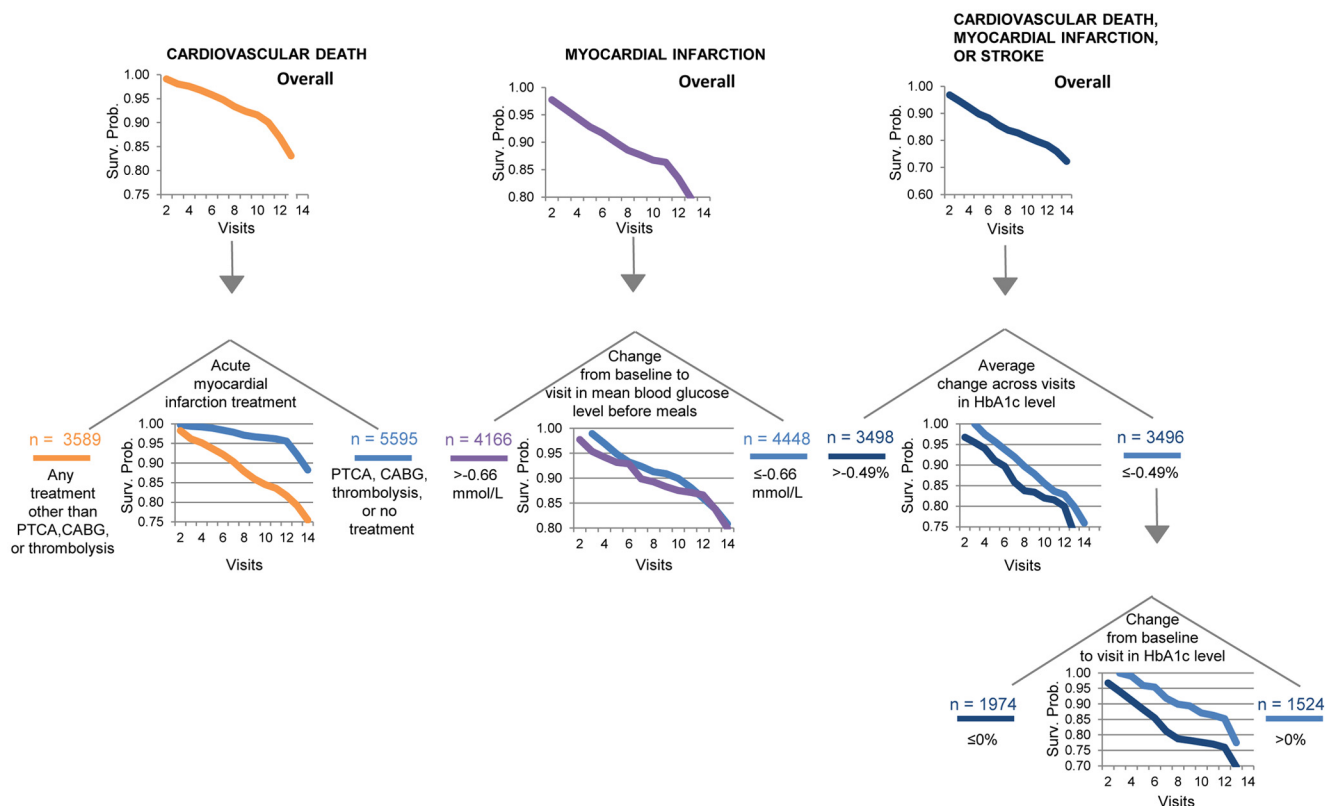 CARDIOVASCULAR DEATH
Overall
1.00
0.95
0.90
0.85
0.80
0.75
Surv. Prob.
2 4 6 8 10 12 14
Visits
MYOCARDIAL INFARCTION
Overall
1.00
0.95
0.90
0.85
0.80
Surv. Prob.
2 4 6 8 10 12 14
Visits
CARDIOVASCULAR DEATH,
MYOCARDIAL INFARCTION,
OR STROKE
Overall
1.00
0.90
0.80
0.70
0.60
Surv. Prob.
2 4 6 8 10 12 14
Visits
Acute
myocardial
infarction treatment
n = 3589
Any
treatment
other than
PTCA,CABG,
or thrombolysis
1.00
0.95
0.90
0.85
0.80
0.75
Surv. Prob.
2 4 6 8 10 12 14
Visits
n = 5595
PTCA, CABG,
thrombolysis,
or no
treatment
Change
from baseline to
visit in mean blood glucose
level before meals
n = 4166
>-0.66
mmol/L
1.00
0.95
0.90
0.85
0.80
Surv. Prob.
2 4 6 8 10 12 14
Visits
n = 4448
≤-0.66
mmol/L
Average
change across visits
in HbA1c level
n = 3498
>-0.49%
1.00
0.95
0.90
0.85
0.80
0.75
Surv. Prob.
2 4 6 8 10 12 14
Visits
n = 3496
≤-0.49%
Change
from baseline
to visit in HbA1c level
n = 1974
≤0%
1.00
0.95
0.90
0.85
0.80
0.75
0.70
Surv. Prob.
2 4 6 8 10 12 14
Visits
n = 1524
>0%